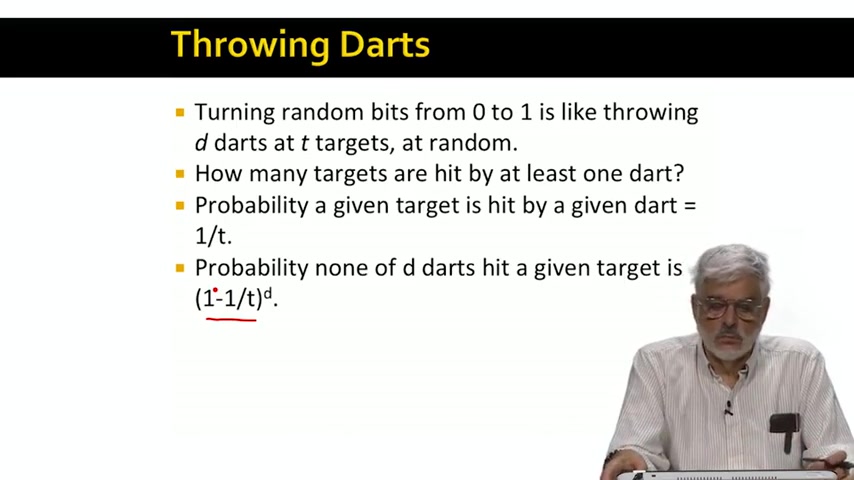 Throwing Darts
Turning random bits from 0 to 1 is like throwing
d darts at t targets, at random.
How many targets are hit by at least one dart?
Probability a given target is hit by a given dart =
1/t.
Probability none of d darts hit a given target is
(1-1/t)ᵈ.